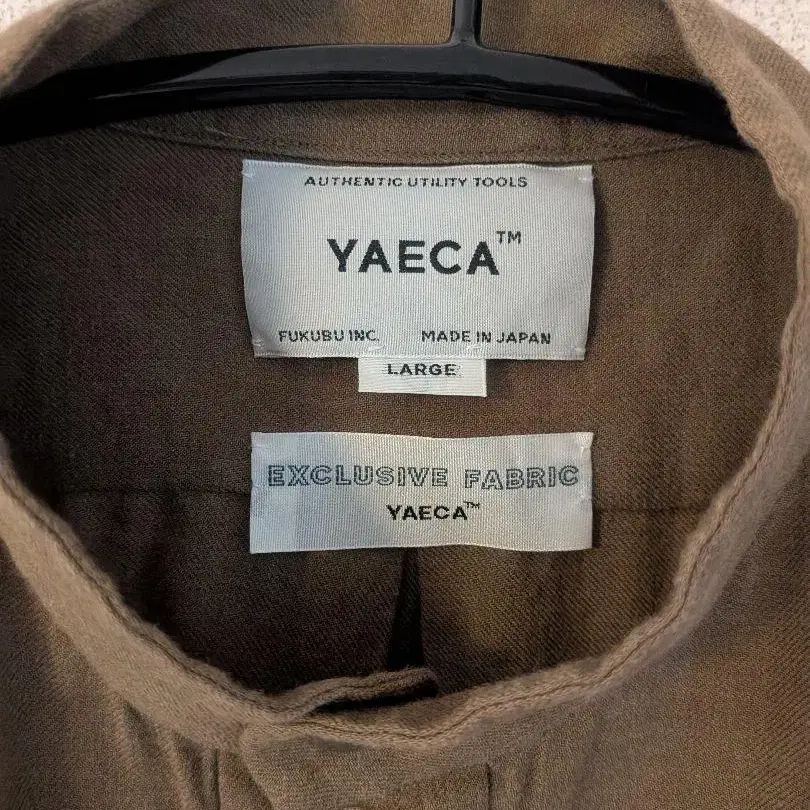 AUTHENTIC UTILITY TOOLS
YAECA™
FUKUBU INC. MADE IN JAPAN
LARGE
EXCLUSIVE FABRIC
YAECA™